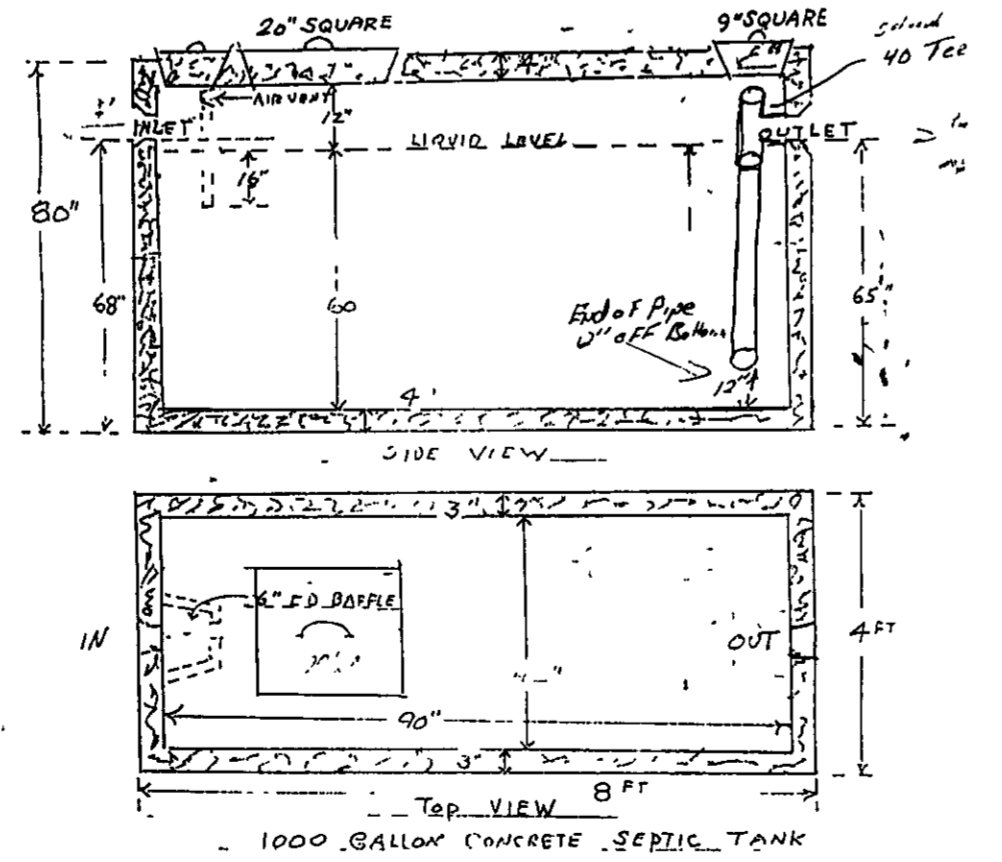 20" SQUARE
9" SQUARE
40 Tee
4"
AIR VENT
12"
INLET
LIQUID LEVEL
OUTLET
16"
80"
68"
60
65"
End of Pipe
off Bottom
12"
4'
SIDE VIEW
3"
6" I D BAFFLE
IN
OUT
4 FT
90"
3"
8 FT
Top VIEW
1000 GALLON CONCRETE SEPTIC TANK